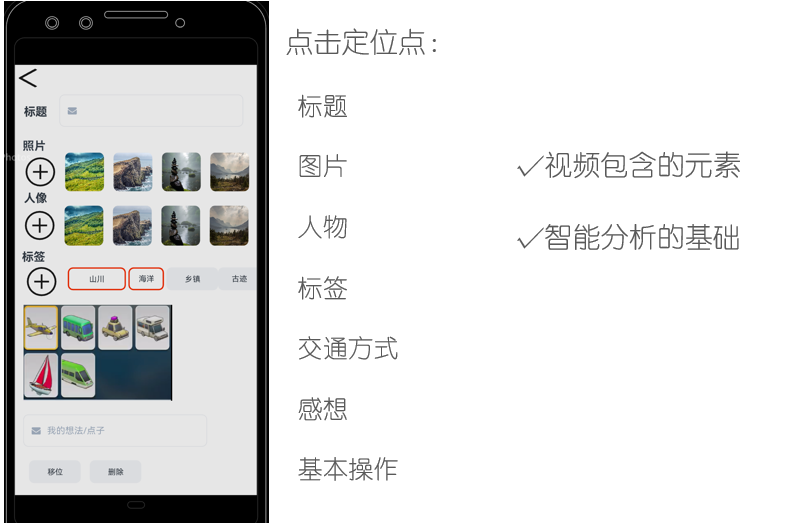 标题
照片
人像
标签
山川
海洋
乡镇
古迹
我的想法/点子
移位
删除
点击定位点:
标题
图片
人物
标签
交通方式
感想
基本操作
✓视频包含的元素
✓智能分析的基础